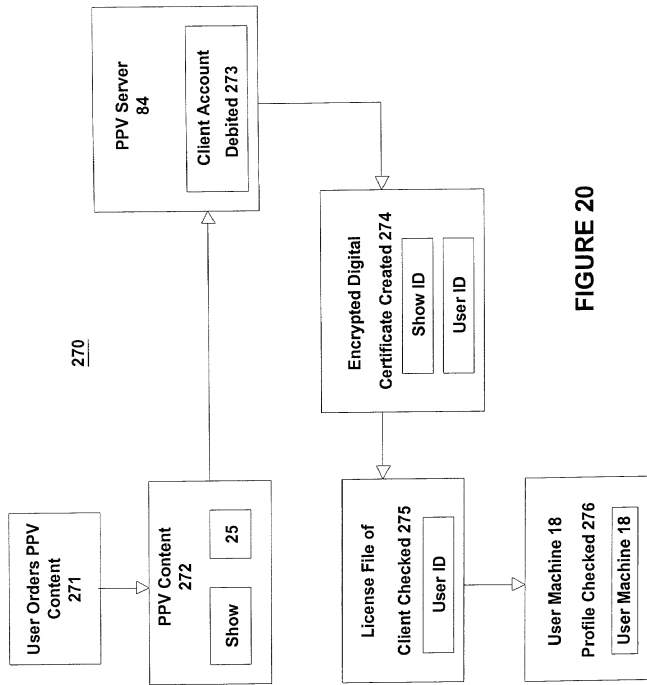 270
User Orders PPV
Content
271
PPV Content
272
Show
25
PPV Server
84
Client Account
Debited 273
Encrypted Digital
Certificate Created 274
Show ID
User ID
License File of
Client Checked 275
User ID
User Machine 18
Profile Checked 276
User Machine 18
FIGURE 20